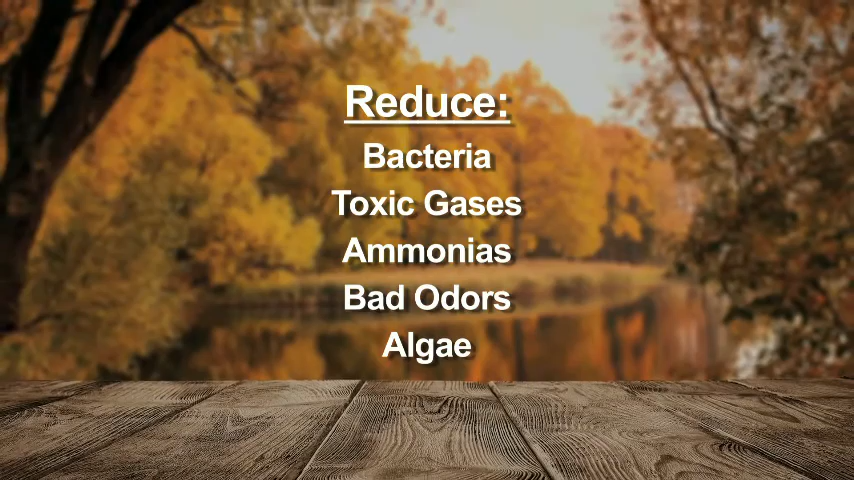 Reduce:
Bacteria
Toxic Gases
Ammonias
Bad Odors
Algae